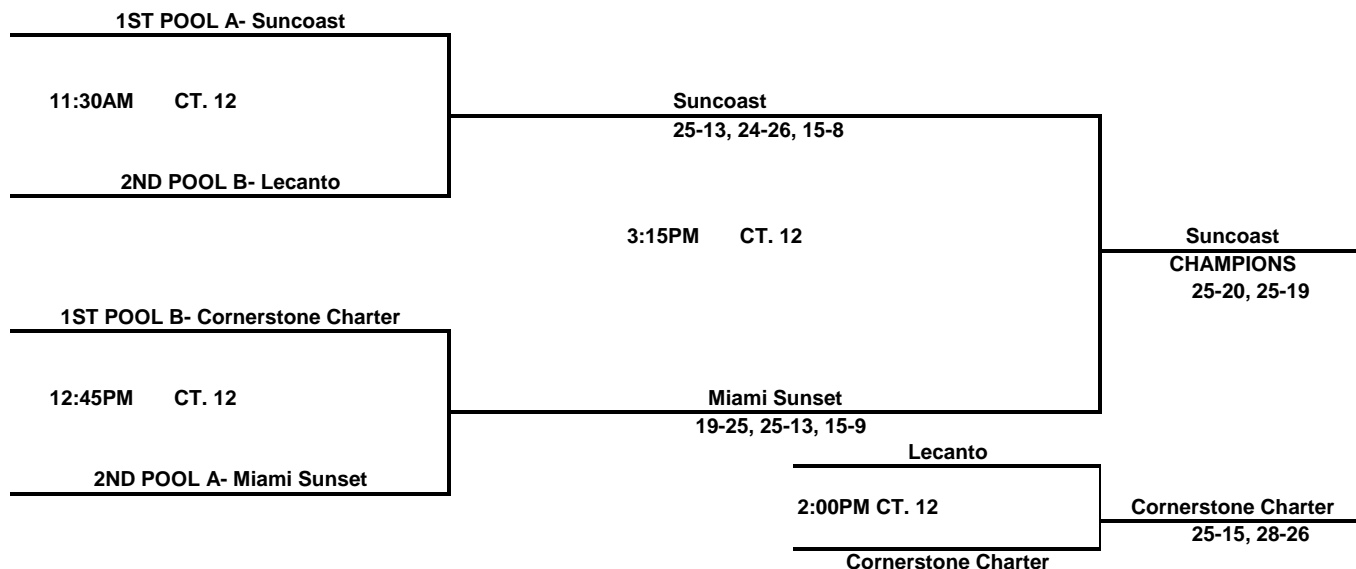 1ST POOL A- Suncoast
11:30AM CT. 12
Suncoast
25-13, 24-26, 15-8
2ND POOL B- Lecanto
3:15PM CT. 12
Suncoast
CHAMPIONS
25-20, 25-19
1ST POOL B- Cornerstone Charter
12:45PM CT. 12
Miami Sunset
19-25, 25-13, 15-9
Lecanto
2ND POOL A- Miami Sunset
2:00PM CT. 12
Cornerstone Charter
25-15, 28-26
Cornerstone Charter